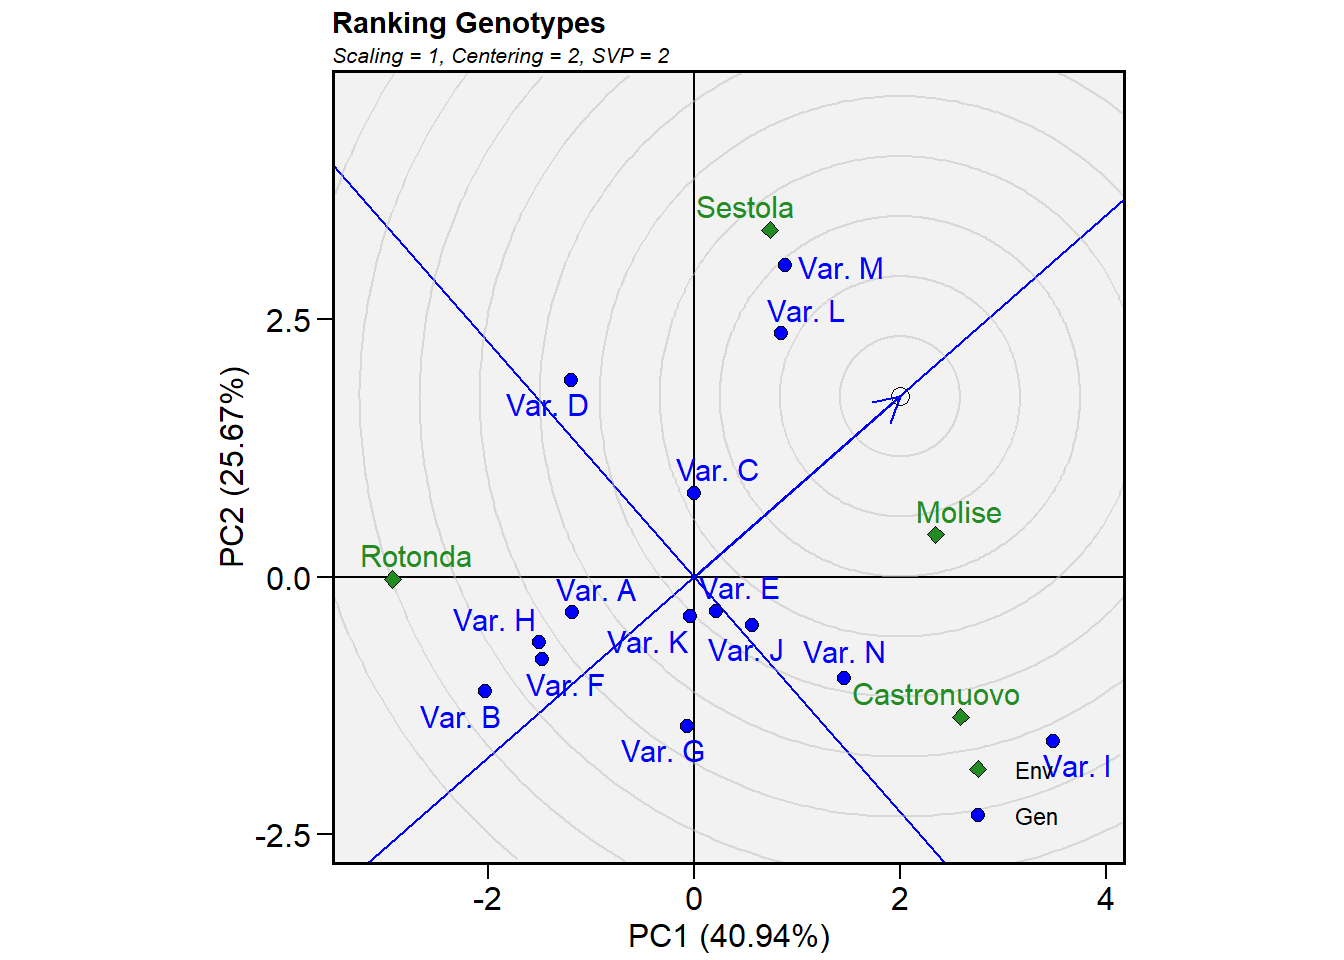 Ranking Genotypes
Scaling = 1, Centering = 2, SVP = 2
Sestola
Var. M
Var. L
2.5
Var. D
PC2 (25.67%)
Var. C
Molise
Rotonda
0.0
Var. A
Var. E
Var. H
Var. K
Var. J
Var. N
Var. F
Castronuovo
Var. B
Var. G
Var. I
Env
Gen
-2.5
-2
0
2
4
PC1 (40.94%)